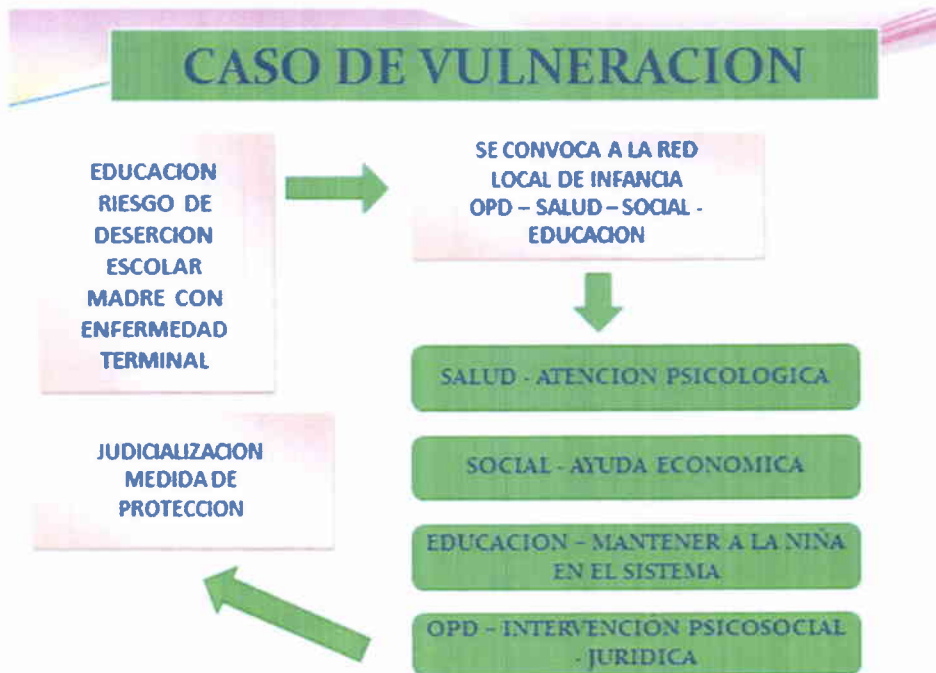 CASO DE VULNERACION
EDUCACION
RIESGO DE
DESERCION
ESCOLAR
MADRE CON
ENFERMEDAD
TERMINAL
SE CONVOCA A LA RED
LOCAL DE INFANCIA
OPD – SALUD – SOCIAL -
EDUCACION
SALUD - ATENCION PSICOLOGICA
SOCIAL - AYUDA ECONOMICA
EDUCACION – MANTENER A LA NIÑA
EN EL SISTEMA
OPD – INTERVENCIÓN PSICOSOCIAL
- JURIDICA
JUDICIALIZACION
MEDIDA DE
PROTECCION